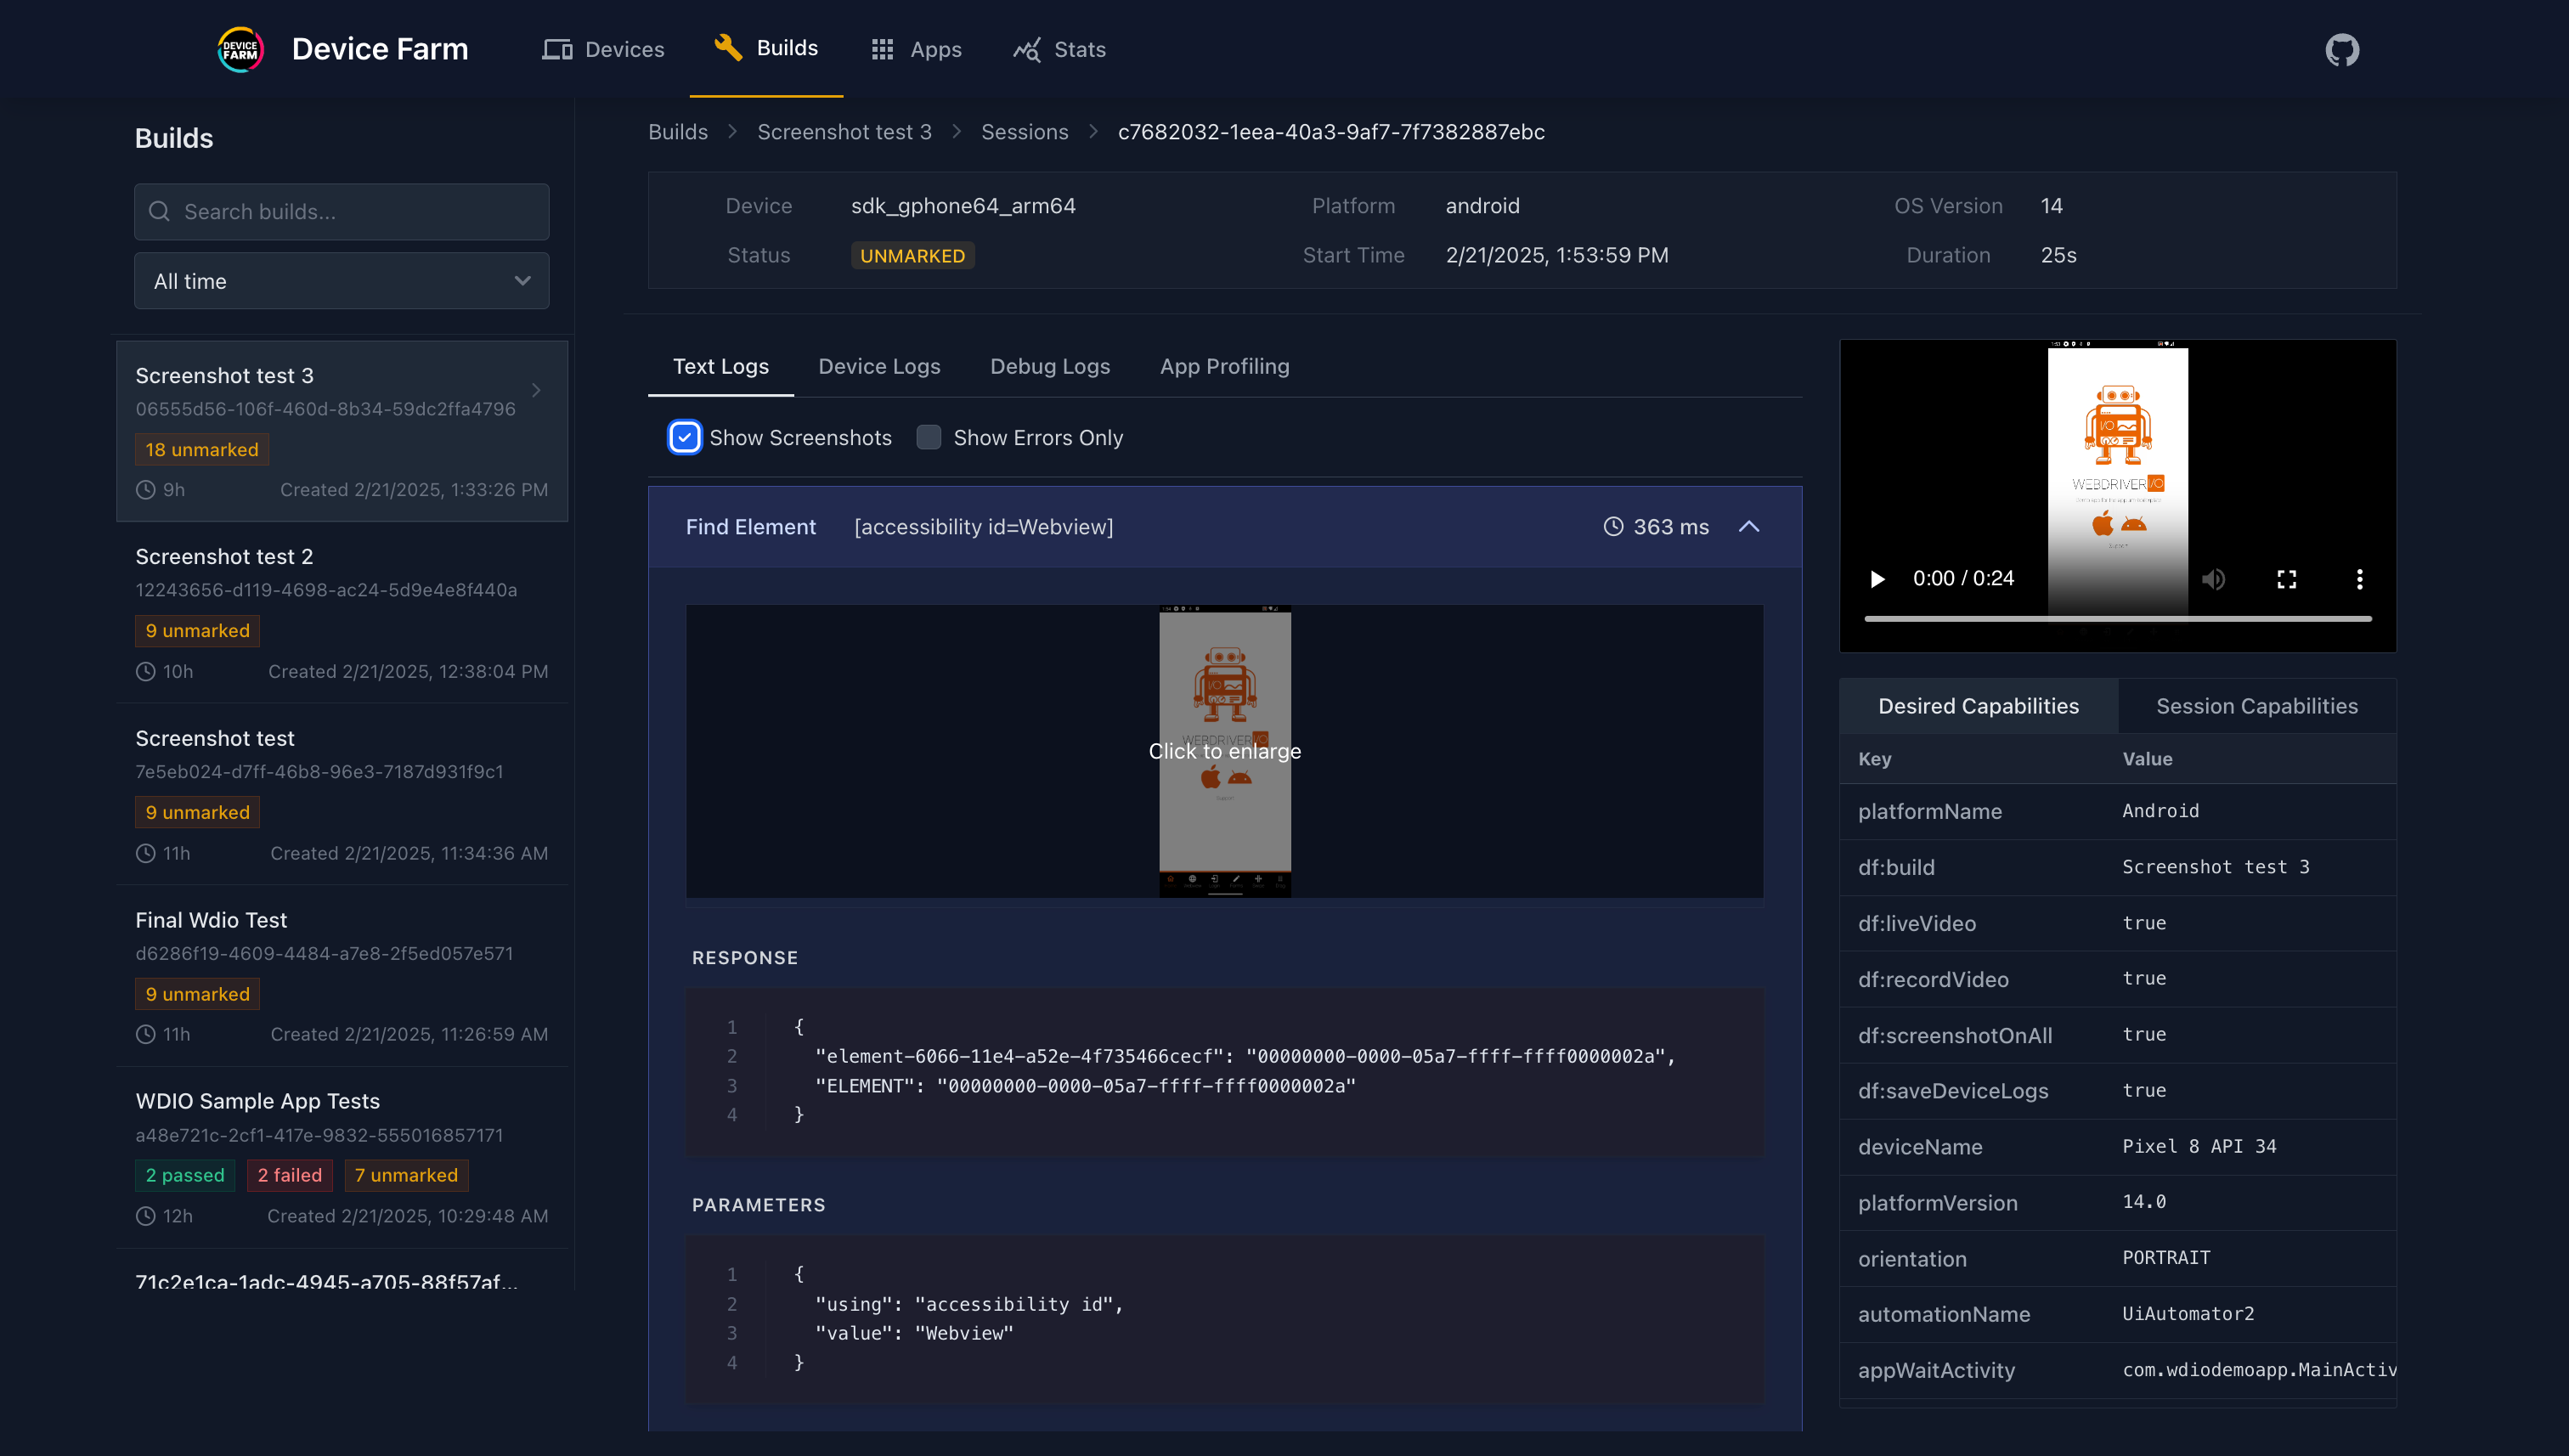 DEVICE FARM
Device Farm
Devices
Builds
Apps
Stats
Builds
Search builds...
All time
Screenshot test 3
06555d56-106f-460d-8b34-59dc2ffa4796
18 unmarked
9h Created 2/21/2025, 1:33:26 PM
Screenshot test 2
12243656-d119-4698-ac24-5d9e4e8f440a
9 unmarked
10h Created 2/21/2025, 12:38:04 PM
Screenshot test
7e5eb024-d7ff-46b8-96e3-7187d931f9c1
9 unmarked
11h Created 2/21/2025, 11:34:36 AM
Final Wdio Test
d6286f19-4609-4484-a7e8-2f5ed057e571
9 unmarked
11h Created 2/21/2025, 11:26:59 AM
WDIO Sample App Tests
a48e721c-2cf1-417e-9832-555016857171
2 passed 2 failed 7 unmarked
12h Created 2/21/2025, 10:29:48 AM
71c2e1ca-1adc-4945-a705-88f57af...
Builds > Screenshot test 3 > Sessions > c7682032-1eea-40a3-9af7-7f7382887ebc
Device sdk_gphone64_arm64 Platform android OS Version 14
Status UNMARKED Start Time 2/21/2025, 1:53:59 PM Duration 25s
Text Logs Device Logs Debug Logs App Profiling
Show Screenshots Show Errors Only
Find Element [accessibility id=Webview] 363 ms
WEBDRIVER I/O
Click to enlarge
RESPONSE
1 {
2 "element-6066-11e4-a52e-4f735466cecf": "00000000-0000-05a7-ffff-ffff0000002a",
3 "ELEMENT": "00000000-0000-05a7-ffff-ffff0000002a"
4 }
PARAMETERS
1 {
2 "using": "accessibility id",
3 "value": "Webview"
4 }
WEBDRIVER I/O
0:00 / 0:24
Desired Capabilities Session Capabilities
Key Value
platformName Android
df:build Screenshot test 3
df:liveVideo true
df:recordVideo true
df:screenshotOnAll true
df:saveDeviceLogs true
deviceName Pixel 8 API 34
platformVersion 14.0
orientation PORTRAIT
automationName UiAutomator2
appWaitActivity com.wdiodemoapp.MainActiv